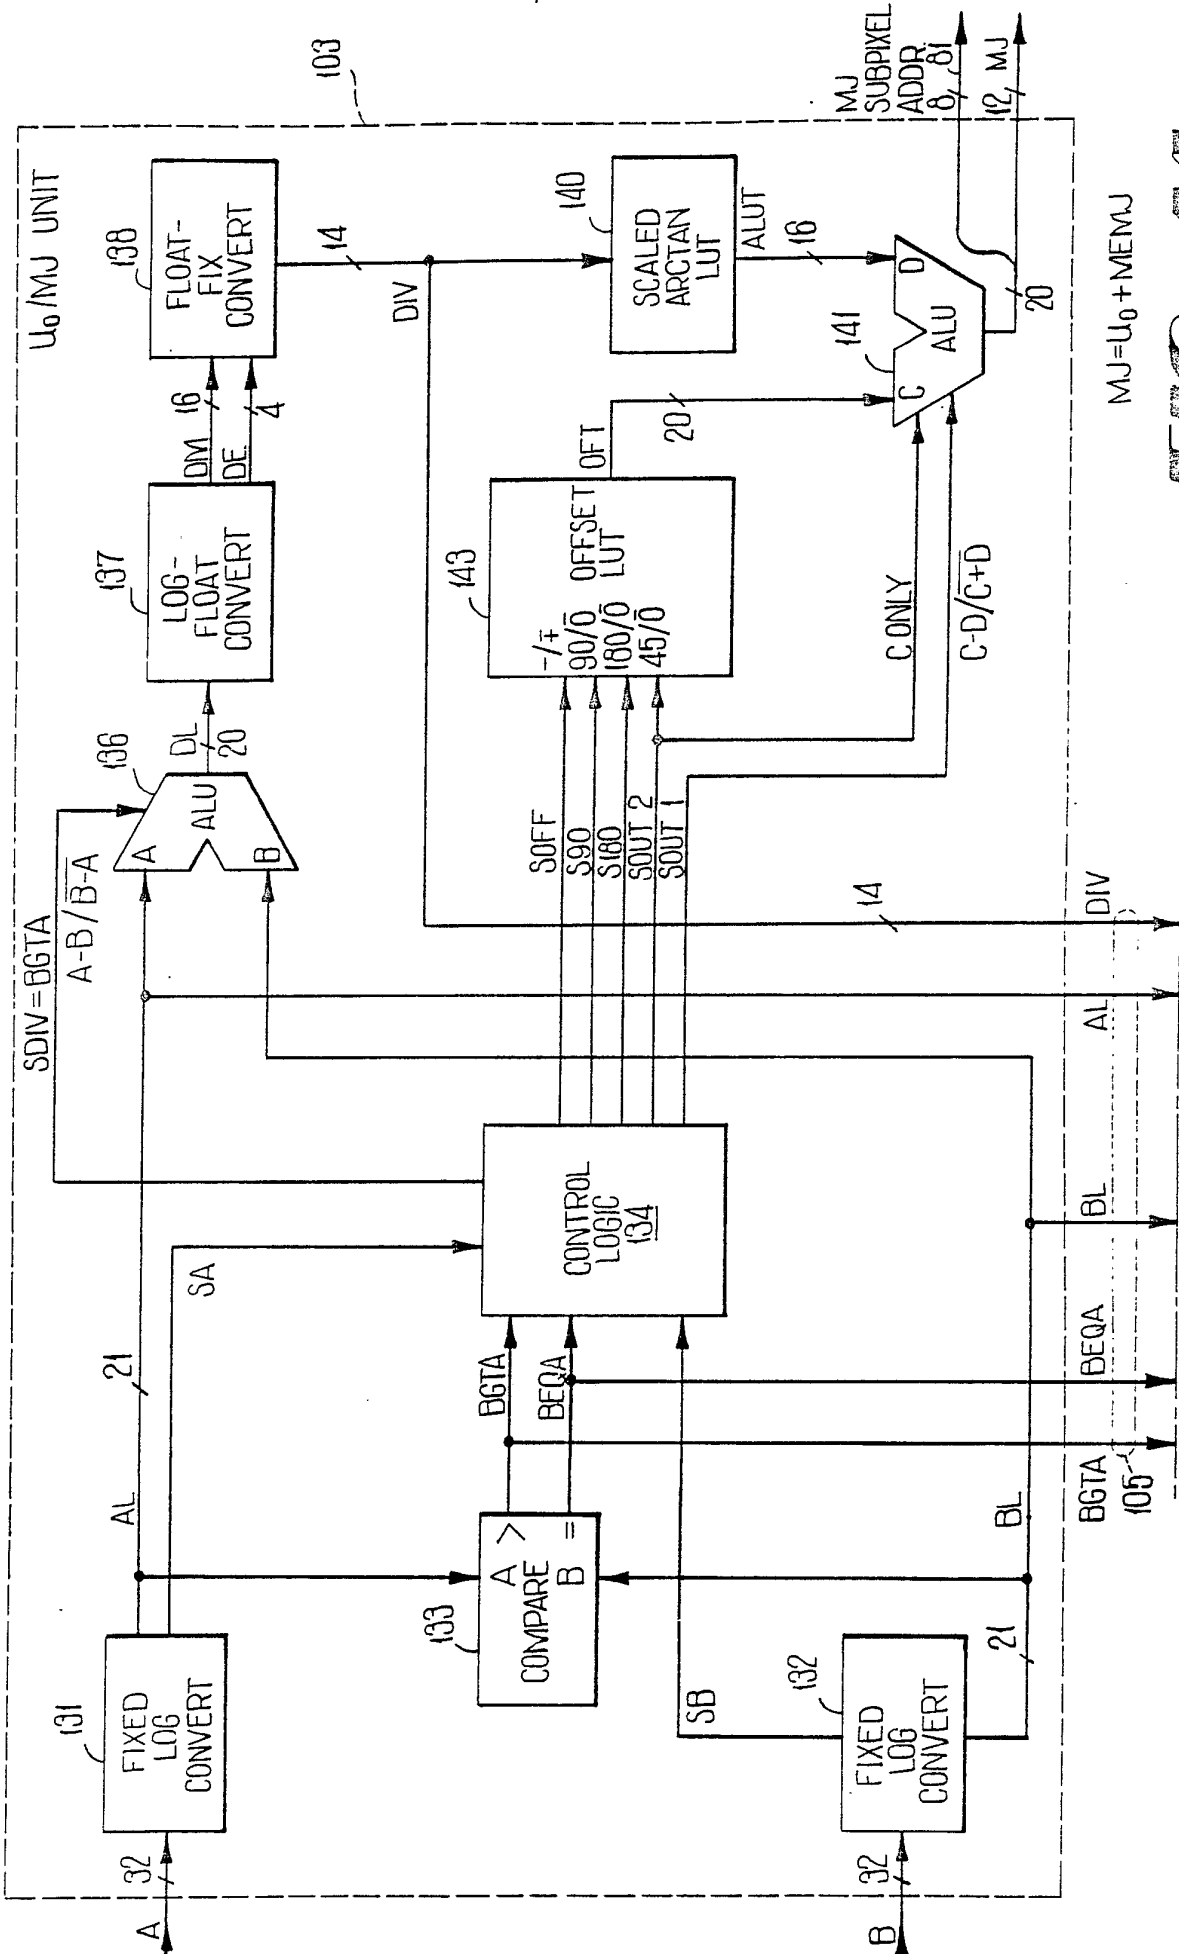 U₀/MJ UNIT
103
A
32
131
FIXED
LOG
CONVERT
AL
21
SA
SDIV=BGTA
A-B/B̅-̅A̅
136
A
ALU
B
DL
20
137
LOG-
FLOAT
CONVERT
DM
16
DE
4
138
FLOAT-
FIX
CONVERT
14
DIV
133
A >
COMPARE
B =
BGTA
BEQA
CONTROL
LOGIC
134
SOFF
S90
S180
SOUT 2
SOUT 1
143
-/+̅
90/0̅
180/0̅
45/0̅
OFFSET
LUT
OFT
20
140
SCALED
ARCTAN
LUT
ALUT
16
141
C
D
ALU
20
C ONLY
C-D/C̅+̅D̅
MJ
SUBPIXEL
ADDR.
8
81
12
MJ
B
32
132
FIXED
LOG
CONVERT
SB
21
BL
14
BGTA
BEQA
BL
AL
DIV
105
MJ=U₀+MEMJ